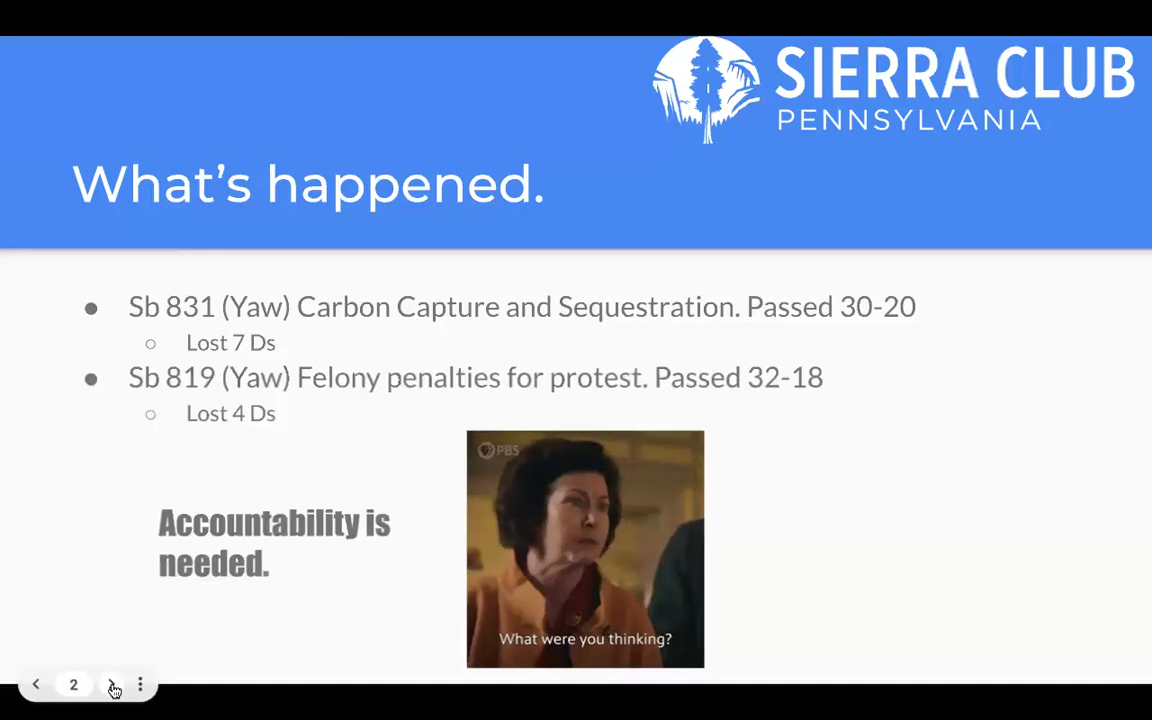 SIERRA CLUB
PENNSYLVANIA
What's happened.
● Sb 831 (Yaw) Carbon Capture and Sequestration. Passed 30-20
○ Lost 7 Ds
● Sb 819 (Yaw) Felony penalties for protest. Passed 32-18
○ Lost 4 Ds
PBS
Accountability is
needed.
What were you thinking?
2